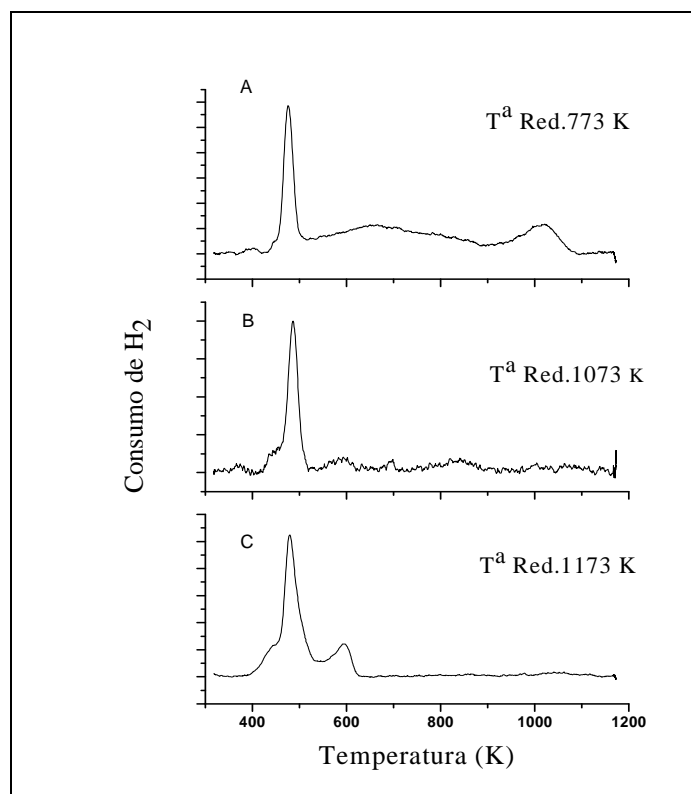 A
Tª Red.773 K
B
Tª Red.1073 K
C
Tª Red.1173 K
Consumo de H2
400 600 800 1000 1200
Temperatura (K)